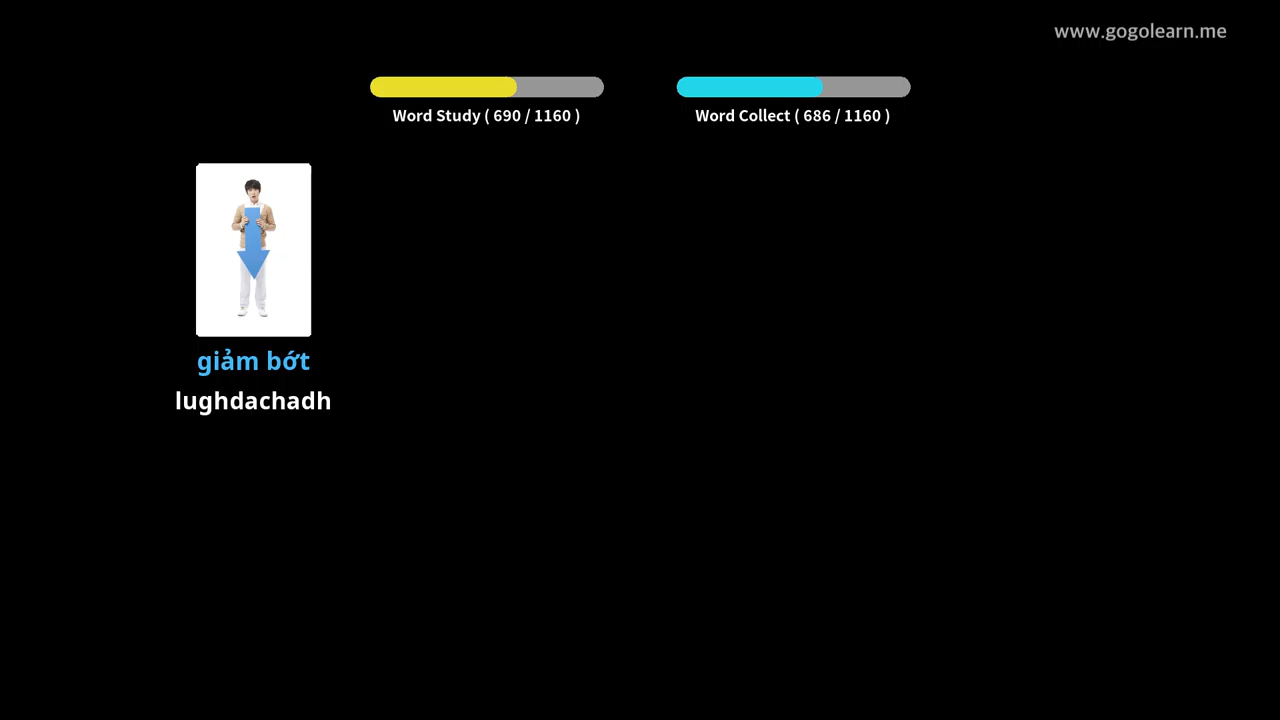 www.gogolearn.me
Word Study ( 690 / 1160 )
Word Collect ( 686 / 1160 )
giảm bớt
lughdachadh